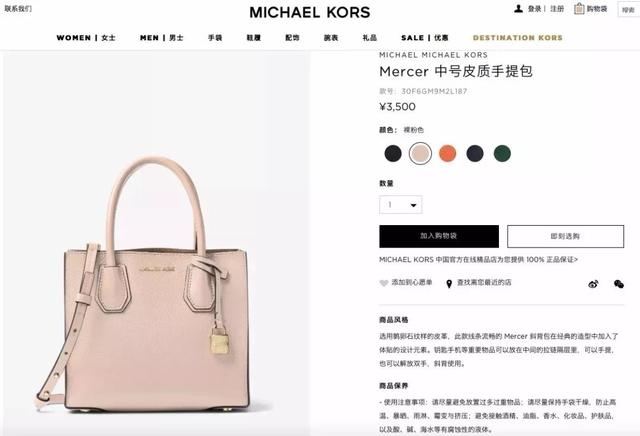 联系我们
MICHAEL KORS
登录 | 注册
购物袋
搜索
WOMEN | 女士
MEN | 男士
手袋
鞋履
配饰
腕表
礼品
SALE | 优惠
DESTINATION KORS
MICHAEL MICHAEL KORS
Mercer 中号皮质手提包
款号: 30F6GM9M2L187
¥3,500
颜色: 裸粉色
数量
1
加入购物袋
即刻选购
MICHAEL KORS 中国官方在线精品店为您提供 100% 正品保证>
添加到心愿单
查找离您最近的店
商品风格
选用鹅卵石纹样的皮革，此款线条流畅的 Mercer 斜背包在经典的造型中加入了
体贴的设计元素。钥匙手机等重要物品可以放在中间的拉链隔层里，可以手提，
也可以解放双手，斜背使用。
商品保养
- 使用注意事项：请尽量避免放置过多过重物品；请尽量保持手袋干燥，防止高
温、暴晒、雨淋、霉变与挤压；避免接触酒精、油脂、香水、化妆品、护肤品，
以及酸、碱、海水等有腐蚀性的液体。
MICHAEL KORS